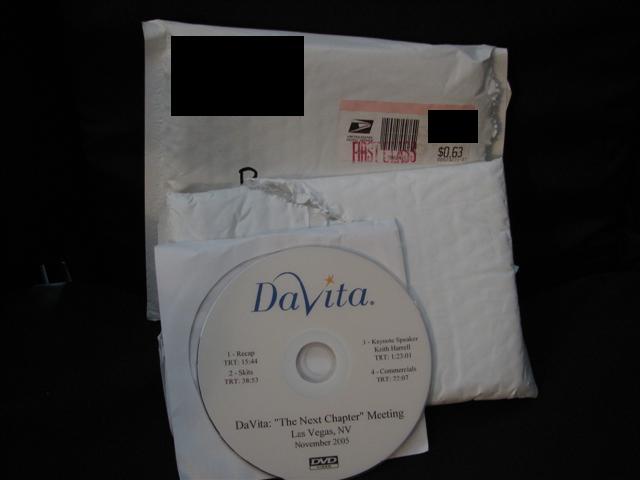 FIRST CLASS
$0.63
DaVita.
1 - Recap
TRT: 15:44
2 - Skits
TRT: 38:53
3 - Keynote Speaker
Keith Harrell
TRT: 1:23:01
4 - Commercials
TRT: 22:07
DaVita: "The Next Chapter" Meeting
Las Vegas, NV
November 2005
DVD